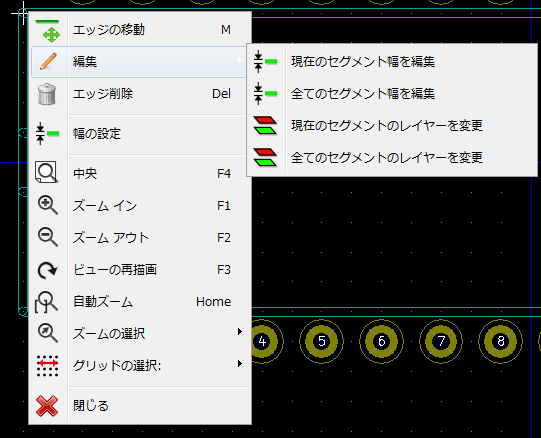 エッジの移動 M
編集
エッジ削除 Del
幅の設定
中央 F4
ズーム イン F1
ズーム アウト F2
ビューの再描画 F3
自動ズーム Home
ズームの選択
グリッドの選択:
閉じる
現在のセグメント幅を編集
全てのセグメント幅を編集
現在のセグメントのレイヤーを変更
全てのセグメントのレイヤーを変更
4 5 6 7 8